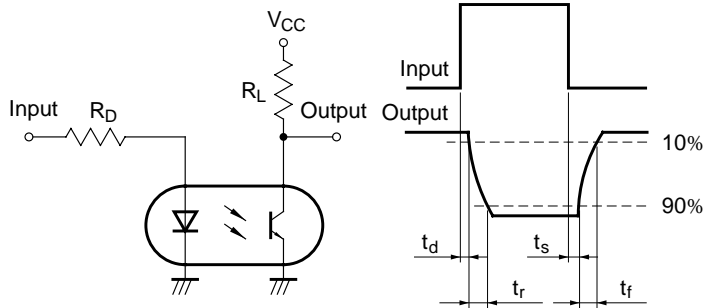 VCC
RL
Input
RD
Output
Input
Output
10%
90%
td
ts
tr
tf